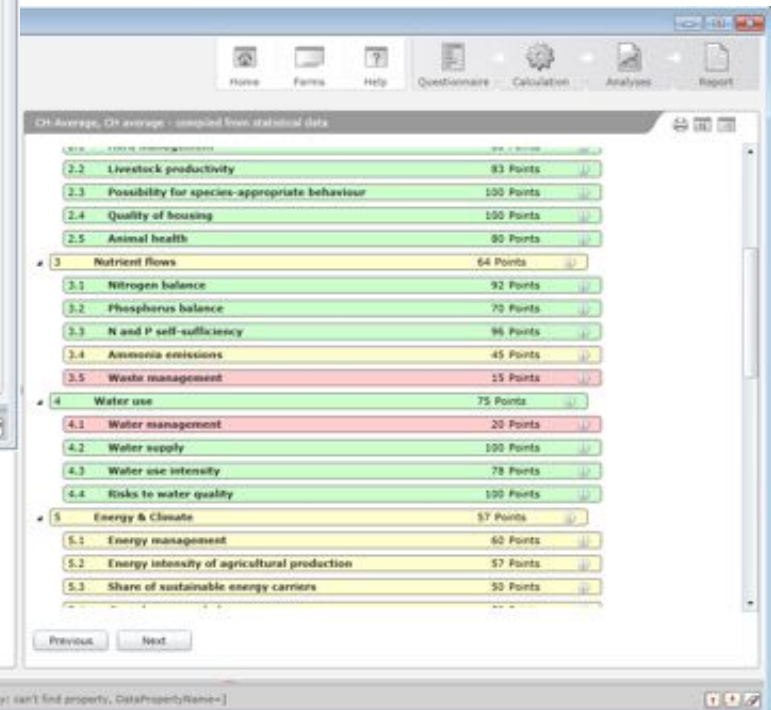 Home Farms Help Questionnaire Calculation Analyses Report
CH-Average, CH average - compiled from statistical data
2.2 Livestock productivity 83 Points
2.3 Possibility for species-appropriate behaviour 100 Points
2.4 Quality of housing 100 Points
2.5 Animal health 80 Points
3 Nutrient flows 64 Points
3.1 Nitrogen balance 92 Points
3.2 Phosphorus balance 70 Points
3.3 N and P self-sufficiency 96 Points
3.4 Ammonia emissions 45 Points
3.5 Waste management 15 Points
4 Water use 75 Points
4.1 Water management 20 Points
4.2 Water supply 100 Points
4.3 Water use intensity 78 Points
4.4 Risks to water quality 100 Points
5 Energy & Climate 57 Points
5.1 Energy management 60 Points
5.2 Energy intensity of agricultural production 57 Points
5.3 Share of sustainable energy carriers 50 Points
Previous Next
y: can't find property, DataPropertyName=]